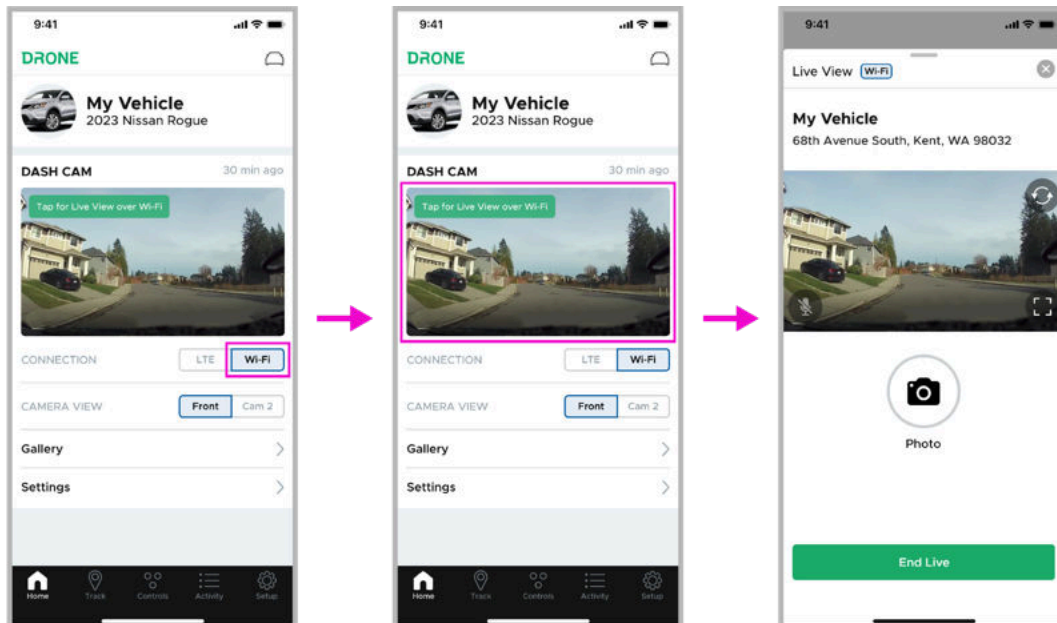 9:41
DRONE
My Vehicle
2023 Nissan Rogue
DASH CAM 30 min ago
Tap for Live View over Wi-Fi
CONNECTION LTE Wi-Fi
CAMERA VIEW Front Cam 2
Gallery
Settings
Home Track Controls Activity Setup
9:41
DRONE
My Vehicle
2023 Nissan Rogue
DASH CAM 30 min ago
Tap for Live View over Wi-Fi
CONNECTION LTE Wi-Fi
CAMERA VIEW Front Cam 2
Gallery
Settings
Home Track Controls Activity Setup
9:41
Live View Wi-Fi
My Vehicle
68th Avenue South, Kent, WA 98032
Photo
End Live